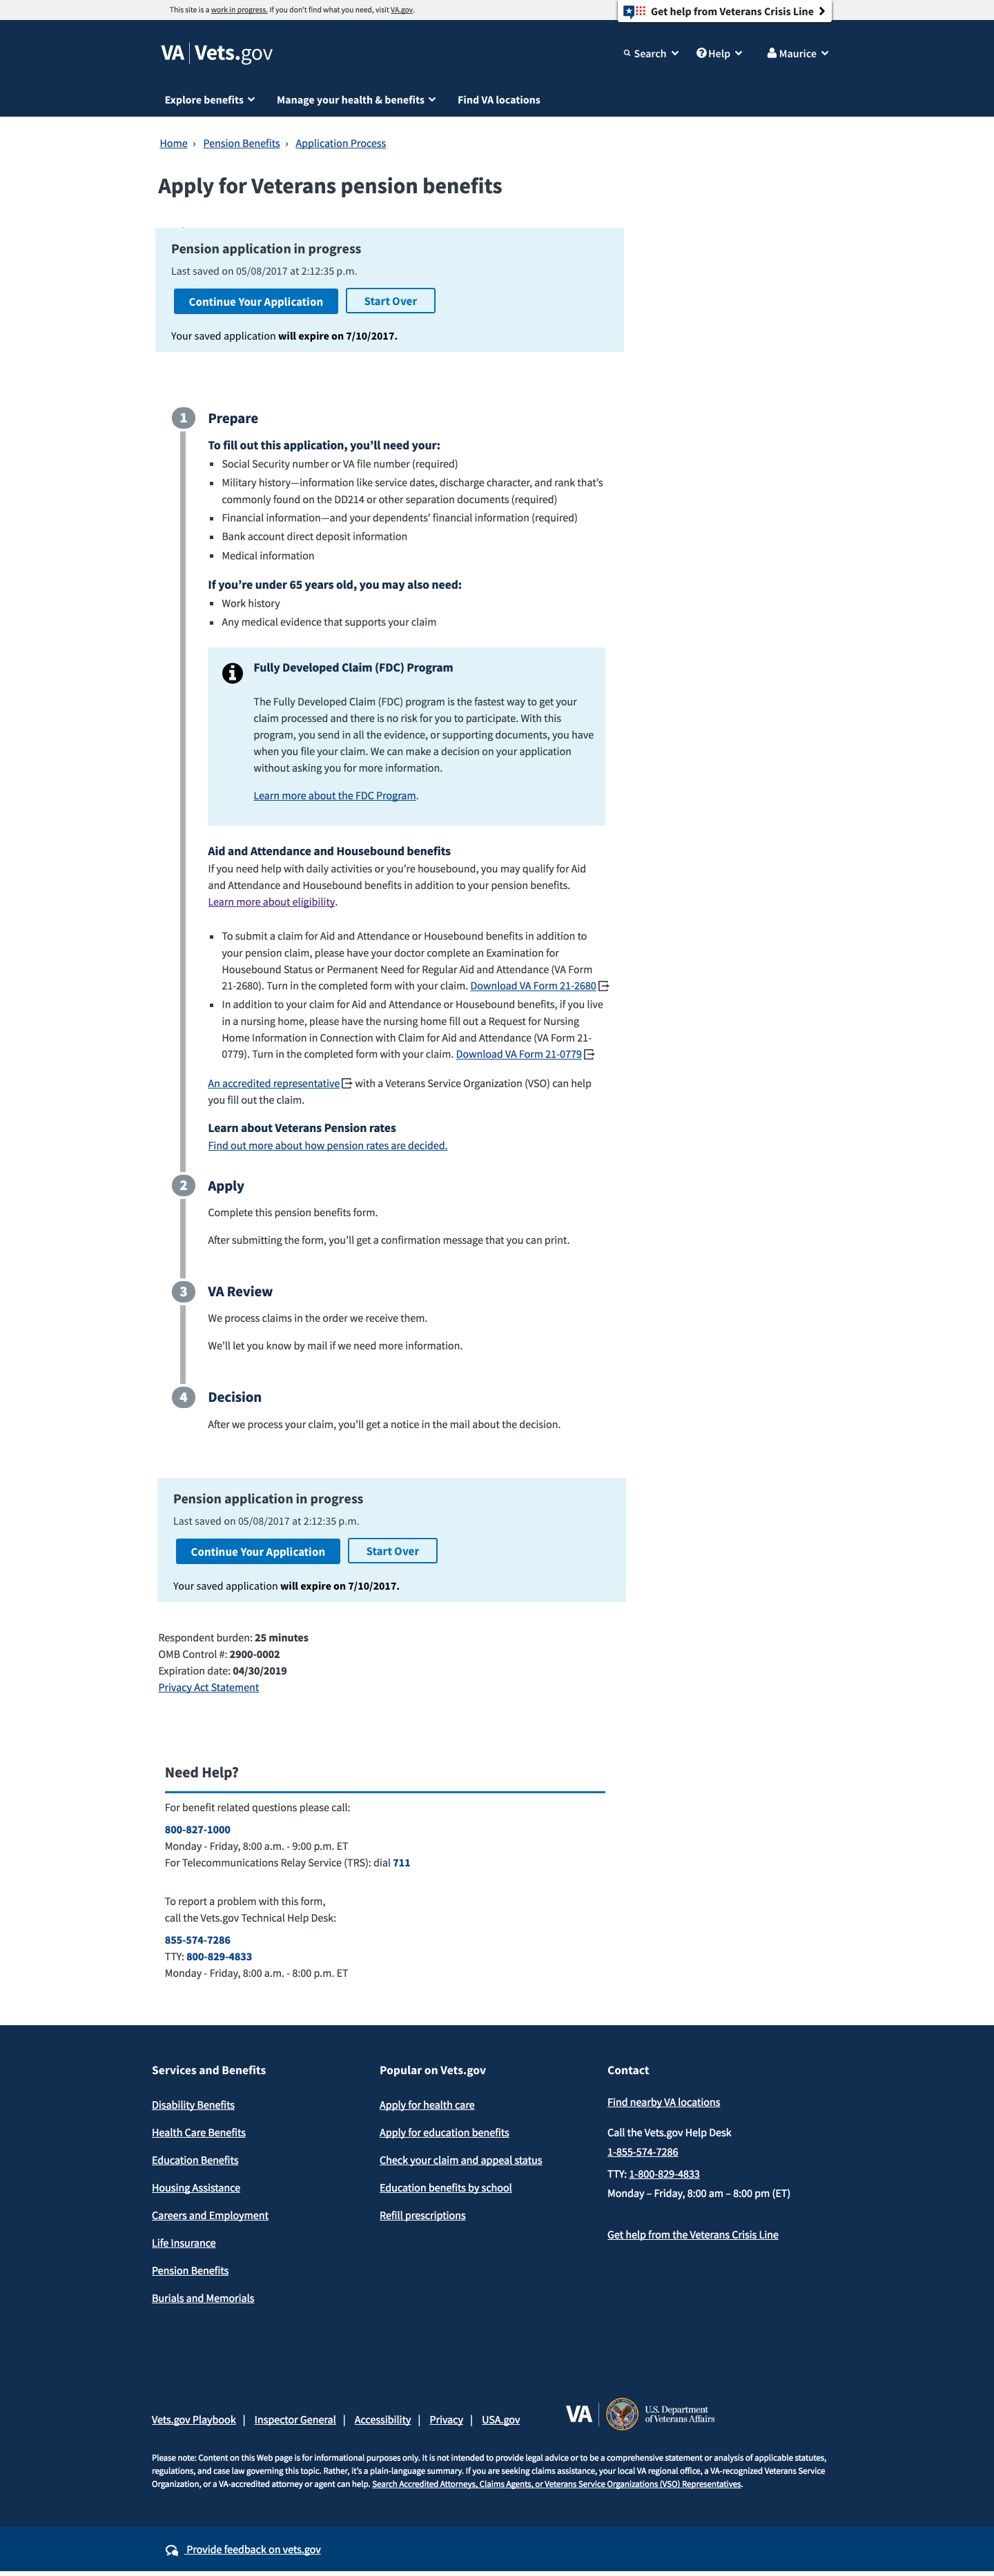 This site is a work in progress. If you don't find what you need, visit VA.gov.
Get help from Veterans Crisis Line
VA | Vets.gov
Search
Help
Maurice
Explore benefits
Manage your health & benefits
Find VA locations
Home › Pension Benefits › Application Process
Apply for Veterans pension benefits
Pension application in progress
Last saved on 05/08/2017 at 2:12:35 p.m.
Continue Your Application
Start Over
Your saved application will expire on 7/10/2017.
1
Prepare
To fill out this application, you’ll need your:
Social Security number or VA file number (required)
Military history—information like service dates, discharge character, and rank that’s
commonly found on the DD214 or other separation documents (required)
Financial information—and your dependents’ financial information (required)
Bank account direct deposit information
Medical information
If you’re under 65 years old, you may also need:
Work history
Any medical evidence that supports your claim
Fully Developed Claim (FDC) Program
The Fully Developed Claim (FDC) program is the fastest way to get your
claim processed and there is no risk for you to participate. With this
program, you send in all the evidence, or supporting documents, you have
when you file your claim. We can make a decision on your application
without asking you for more information.
Learn more about the FDC Program.
Aid and Attendance and Housebound benefits
If you need help with daily activities or you’re housebound, you may qualify for Aid
and Attendance and Housebound benefits in addition to your pension benefits.
Learn more about eligibility.
To submit a claim for Aid and Attendance or Housebound benefits in addition to
your pension claim, please have your doctor complete an Examination for
Housebound Status or Permanent Need for Regular Aid and Attendance (VA Form
21-2680). Turn in the completed form with your claim. Download VA Form 21-2680
In addition to your claim for Aid and Attendance or Housebound benefits, if you live
in a nursing home, please have the nursing home fill out a Request for Nursing
Home Information in Connection with Claim for Aid and Attendance (VA Form 21-
0779). Turn in the completed form with your claim. Download VA Form 21-0779
An accredited representative with a Veterans Service Organization (VSO) can help
you fill out the claim.
Learn about Veterans Pension rates
Find out more about how pension rates are decided.
2
Apply
Complete this pension benefits form.
After submitting the form, you’ll get a confirmation message that you can print.
3
VA Review
We process claims in the order we receive them.
We’ll let you know by mail if we need more information.
4
Decision
After we process your claim, you’ll get a notice in the mail about the decision.
Pension application in progress
Last saved on 05/08/2017 at 2:12:35 p.m.
Continue Your Application
Start Over
Your saved application will expire on 7/10/2017.
Respondent burden: 25 minutes
OMB Control #: 2900-0002
Expiration date: 04/30/2019
Privacy Act Statement
Need Help?
For benefit related questions please call:
800-827-1000
Monday - Friday, 8:00 a.m. - 9:00 p.m. ET
For Telecommunications Relay Service (TRS): dial 711
To report a problem with this form,
call the Vets.gov Technical Help Desk:
855-574-7286
TTY: 800-829-4833
Monday - Friday, 8:00 a.m. - 8:00 p.m. ET
Services and Benefits
Disability Benefits
Health Care Benefits
Education Benefits
Housing Assistance
Careers and Employment
Life Insurance
Pension Benefits
Burials and Memorials
Popular on Vets.gov
Apply for health care
Apply for education benefits
Check your claim and appeal status
Education benefits by school
Refill prescriptions
Contact
Find nearby VA locations
Call the Vets.gov Help Desk
1-855-574-7286
TTY: 1-800-829-4833
Monday – Friday, 8:00 am – 8:00 pm (ET)
Get help from the Veterans Crisis Line
Vets.gov Playbook | Inspector General | Accessibility | Privacy | USA.gov
VA
U.S. Department
of Veterans Affairs
Please note: Content on this Web page is for informational purposes only. It is not intended to provide legal advice or to be a comprehensive statement or analysis of applicable statutes,
regulations, and case law governing this topic. Rather, it's a plain-language summary. If you are seeking claims assistance, your local VA regional office, a VA-recognized Veterans Service
Organization, or a VA-accredited attorney or agent can help. Search Accredited Attorneys, Claims Agents, or Veterans Service Organizations (VSO) Representatives.
Provide feedback on vets.gov